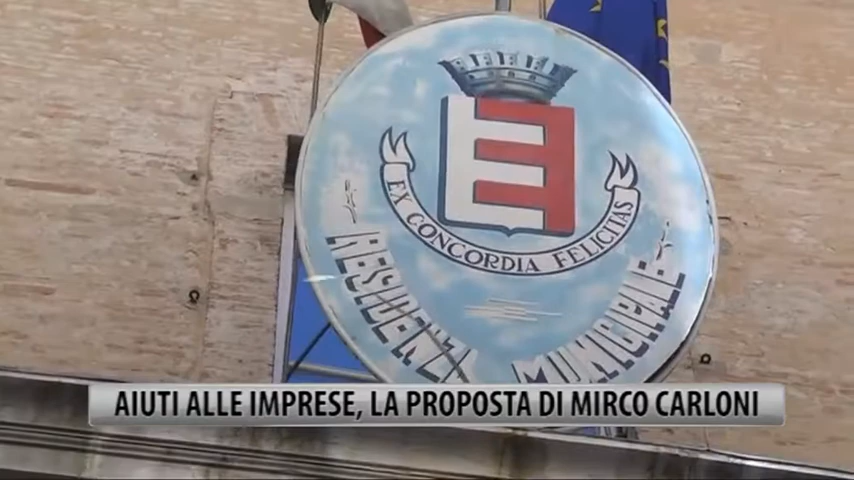 EX CONCORDIA FELICITAS
RESIDENZA MUNICIPALE
AIUTI ALLE IMPRESE, LA PROPOSTA DI MIRCO CARLONI